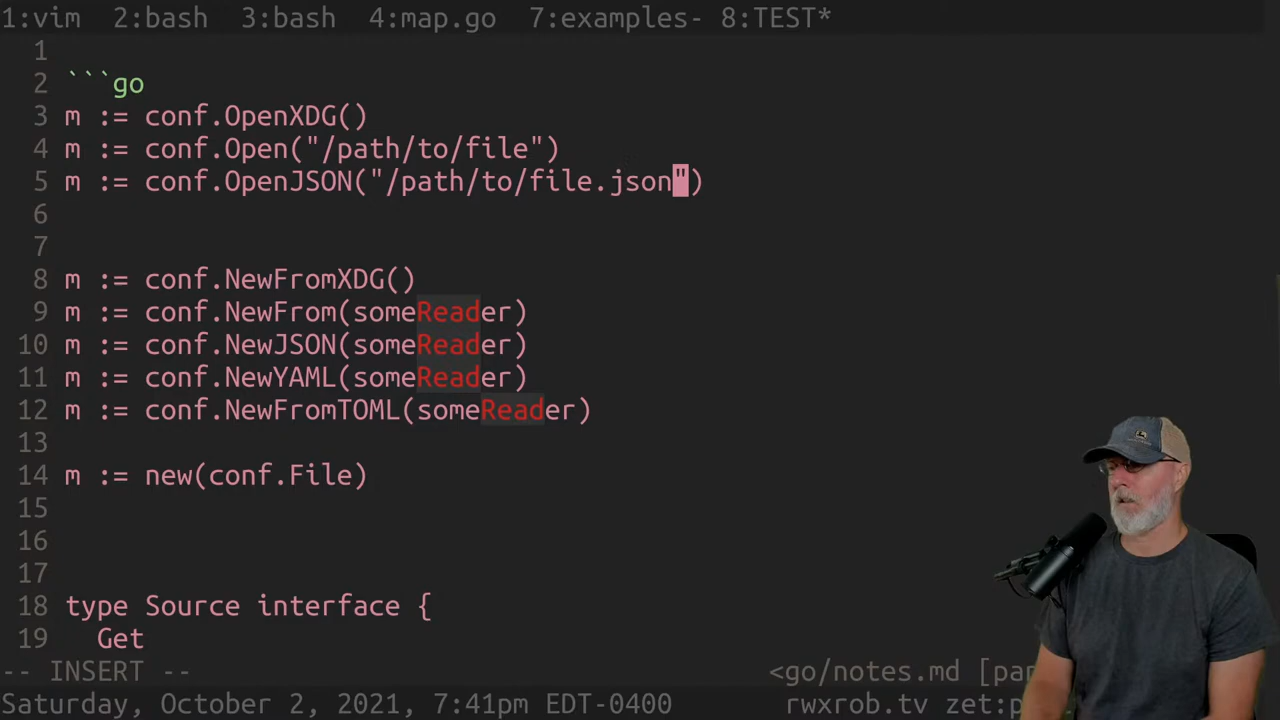 1:vim  2:bash  3:bash  4:map.go  7:examples- 8:TEST*
1
2 ```go
3 m := conf.OpenXDG()
4 m := conf.Open("/path/to/file")
5 m := conf.OpenJSON("/path/to/file.json")
6
7
8 m := conf.NewFromXDG()
9 m := conf.NewFrom(someReader)
10 m := conf.NewJSON(someReader)
11 m := conf.NewYAML(someReader)
12 m := conf.NewFromTOML(someReader)
13
14 m := new(conf.File)
15
16
17
18 type Source interface {
19   Get
-- INSERT -- <go/notes.md [pan
Saturday, October 2, 2021, 7:41pm EDT-0400 rwxrob.tv zet:p